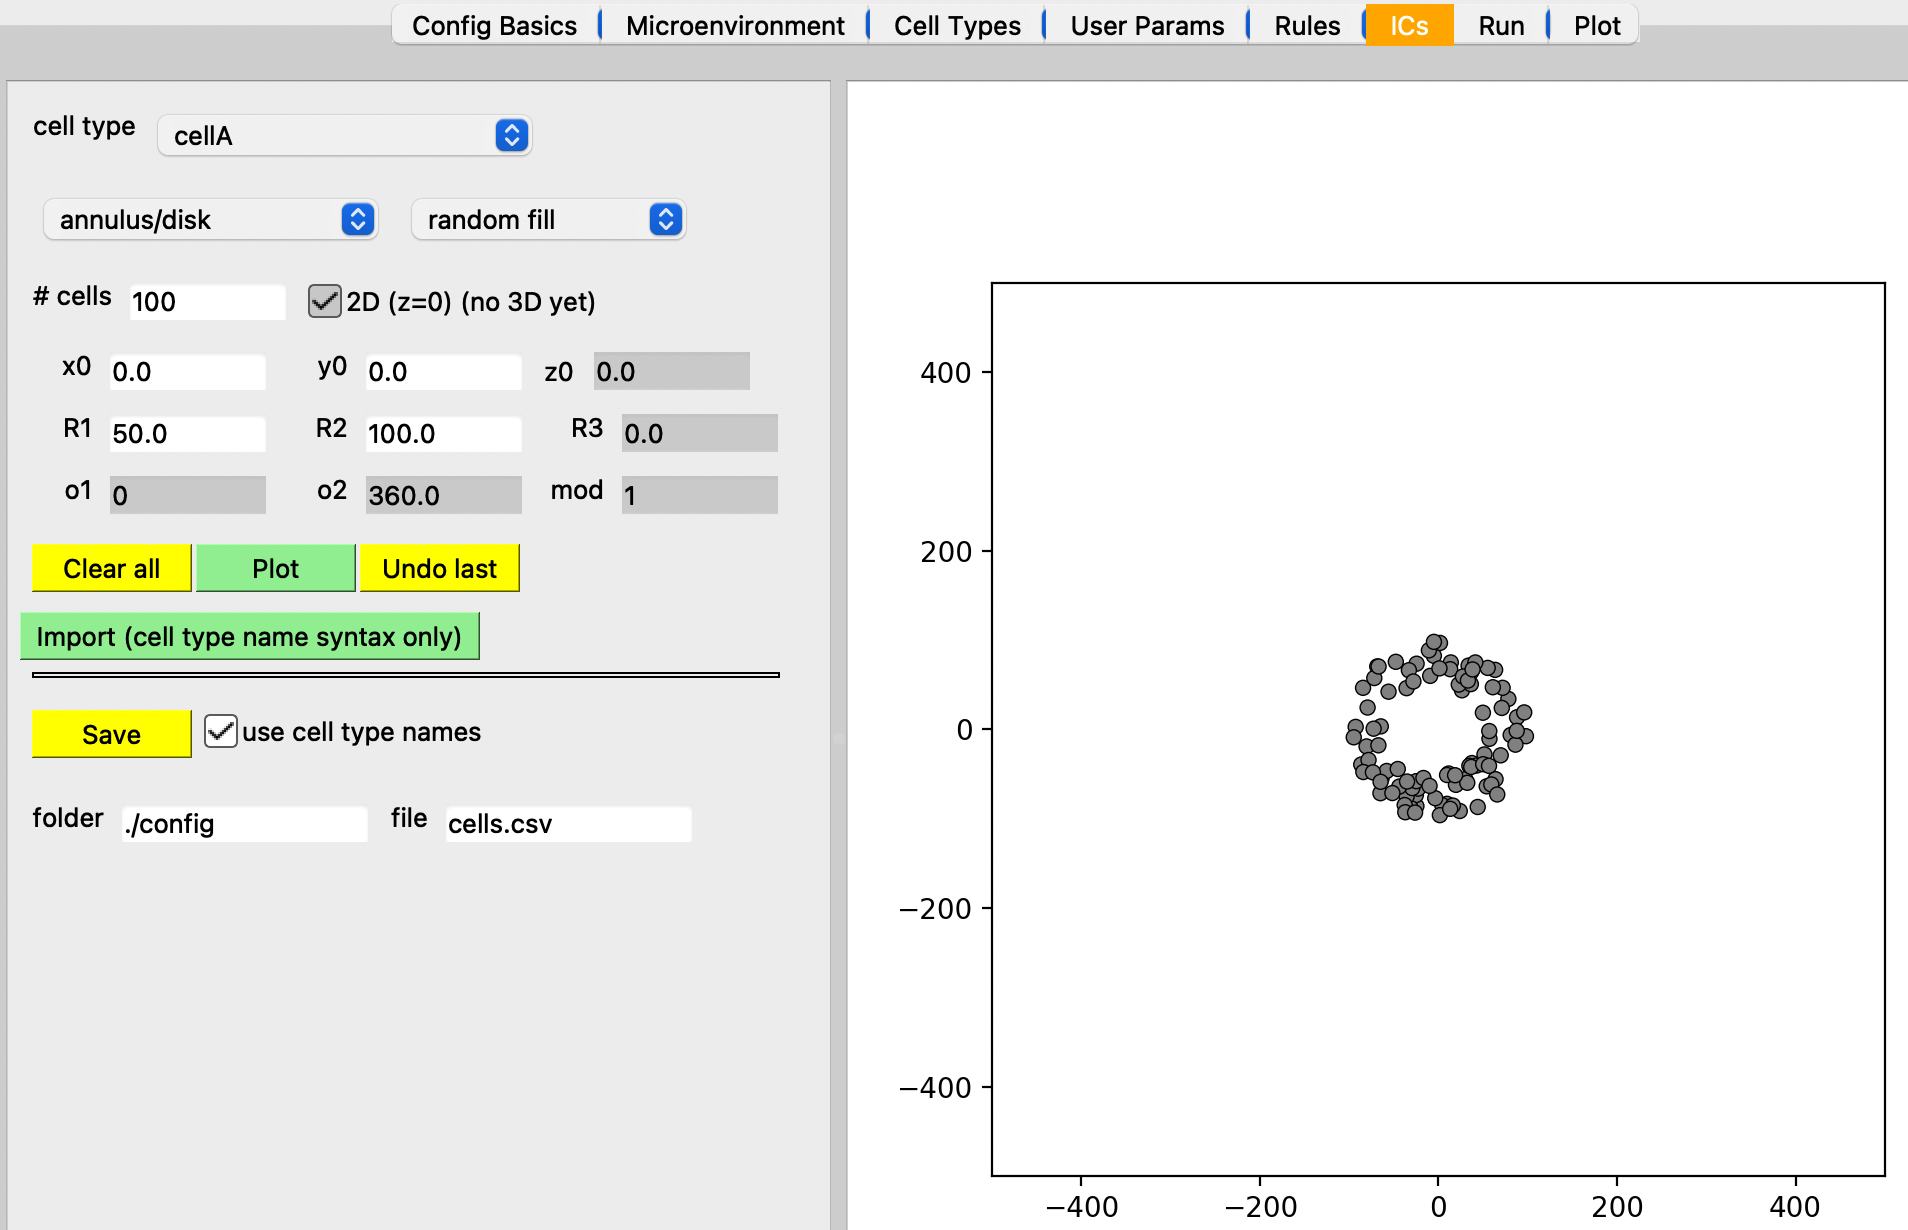 Config Basics Microenvironment Cell Types User Params Rules ICs Run Plot
cell type cellA
annulus/disk random fill
# cells 100 2D (z=0) (no 3D yet)
x0 0.0 y0 0.0 z0 0.0
R1 50.0 R2 100.0 R3 0.0
o1 0 o2 360.0 mod 1
Clear all Plot Undo last
Import (cell type name syntax only)
Save use cell type names
folder ./config file cells.csv
400
200
0
−200
−400
−400 −200 0 200 400